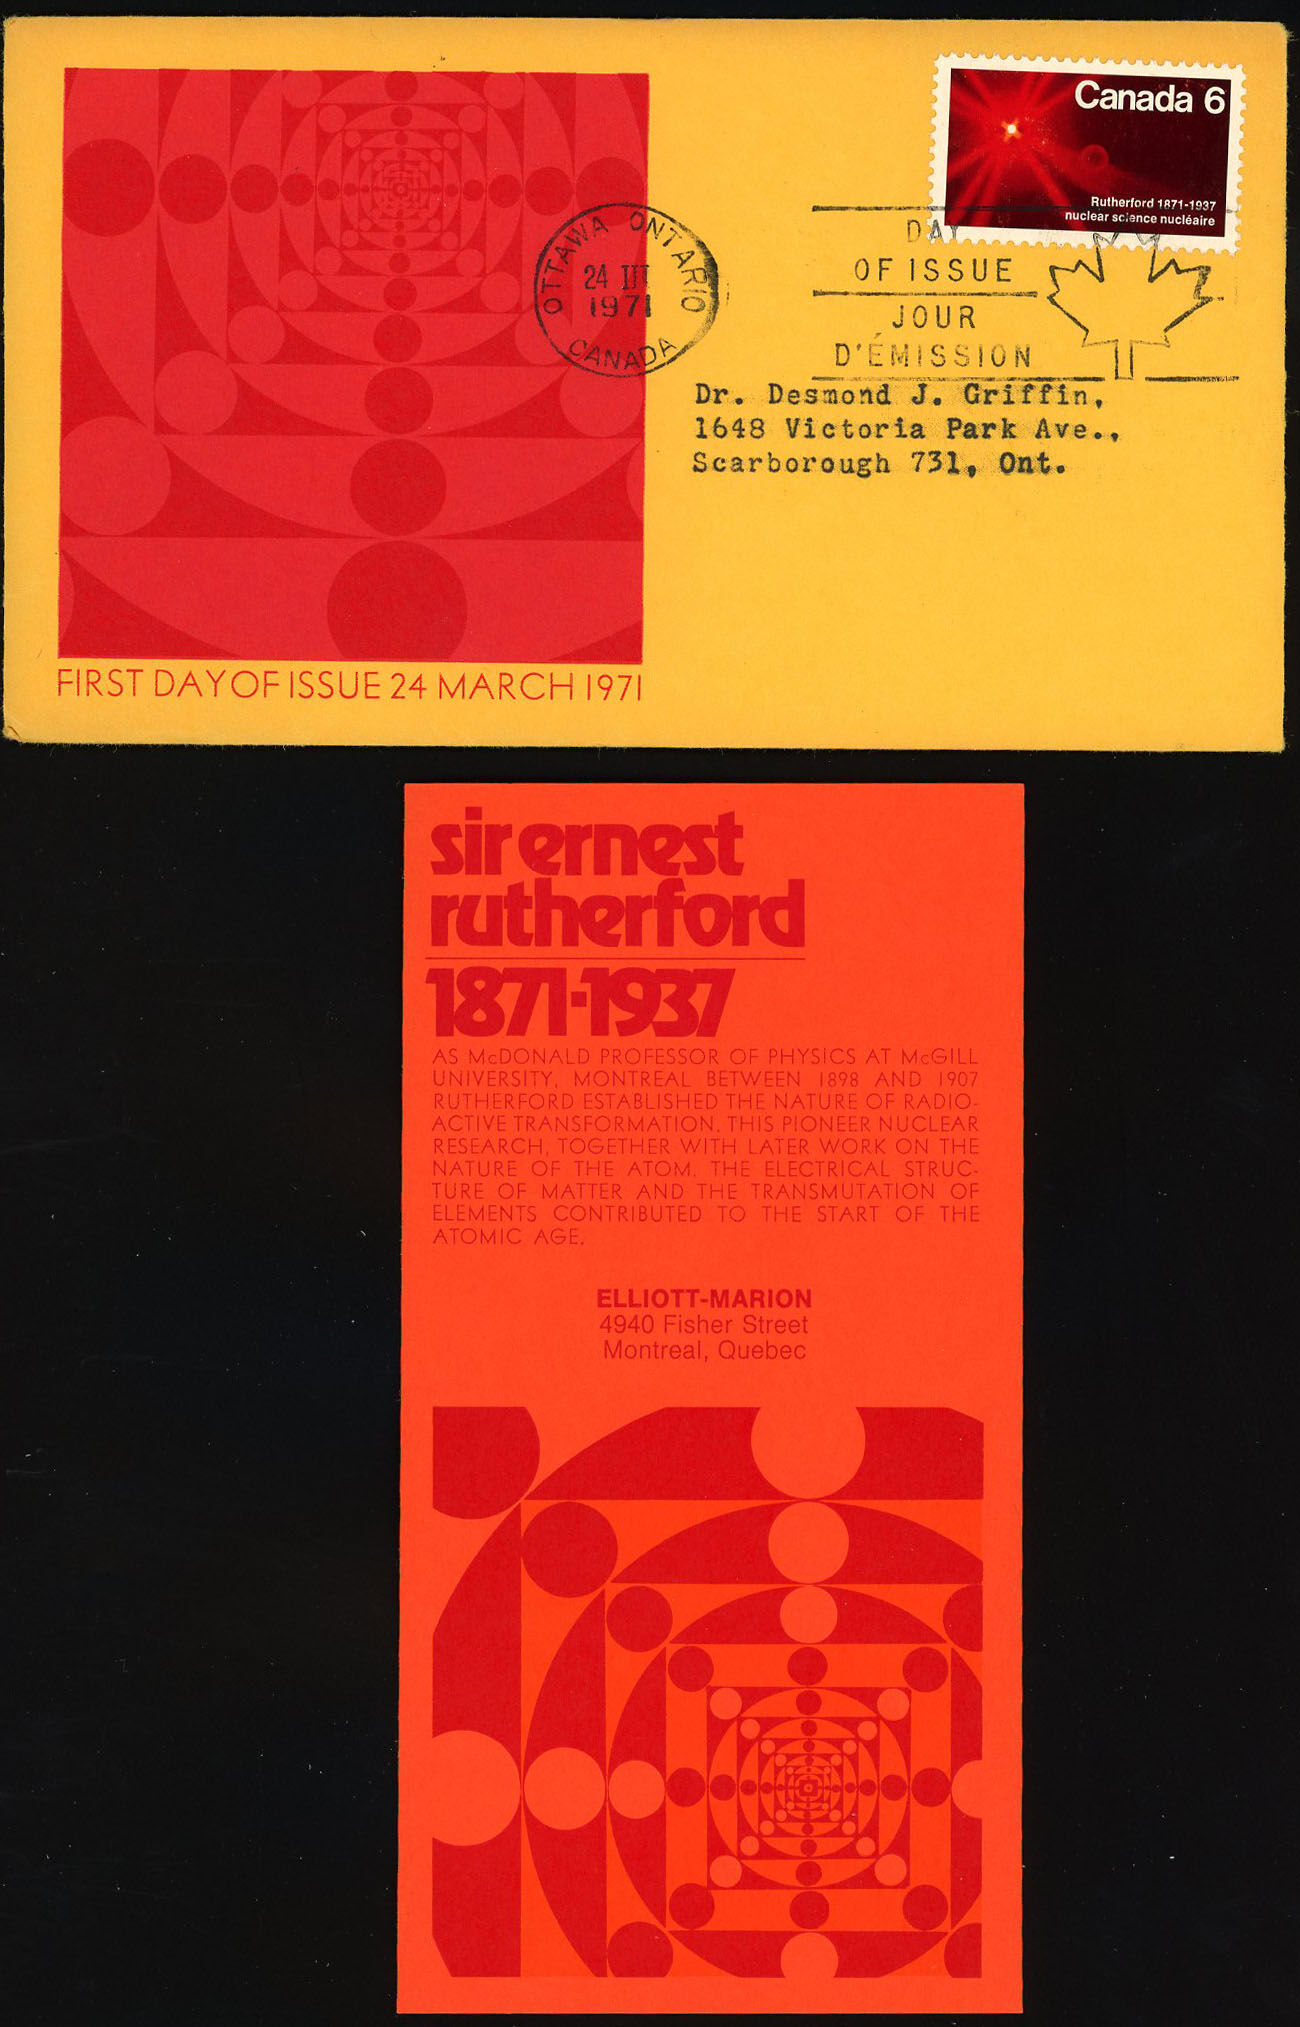 Canada 6
Rutherford 1871-1937
nuclear science nucléaire
OTTAWA ONTARIO
24 III
1971
CANADA
DAY
OF ISSUE
JOUR
D'ÉMISSION
Dr. Desmond J. Griffin,
1648 Victoria Park Ave.,
Scarborough 731, Ont.
FIRST DAY OF ISSUE 24 MARCH 1971
sir ernest
rutherford
1871-1937
AS McDONALD PROFESSOR OF PHYSICS AT McGILL
UNIVERSITY, MONTREAL BETWEEN 1898 AND 1907
RUTHERFORD ESTABLISHED THE NATURE OF RADIO-
ACTIVE TRANSFORMATION. THIS PIONEER NUCLEAR
RESEARCH, TOGETHER WITH LATER WORK ON THE
NATURE OF THE ATOM, THE ELECTRICAL STRUC-
TURE OF MATTER AND THE TRANSMUTATION OF
ELEMENTS CONTRIBUTED TO THE START OF THE
ATOMIC AGE.
ELLIOTT-MARION
4940 Fisher Street
Montreal, Quebec